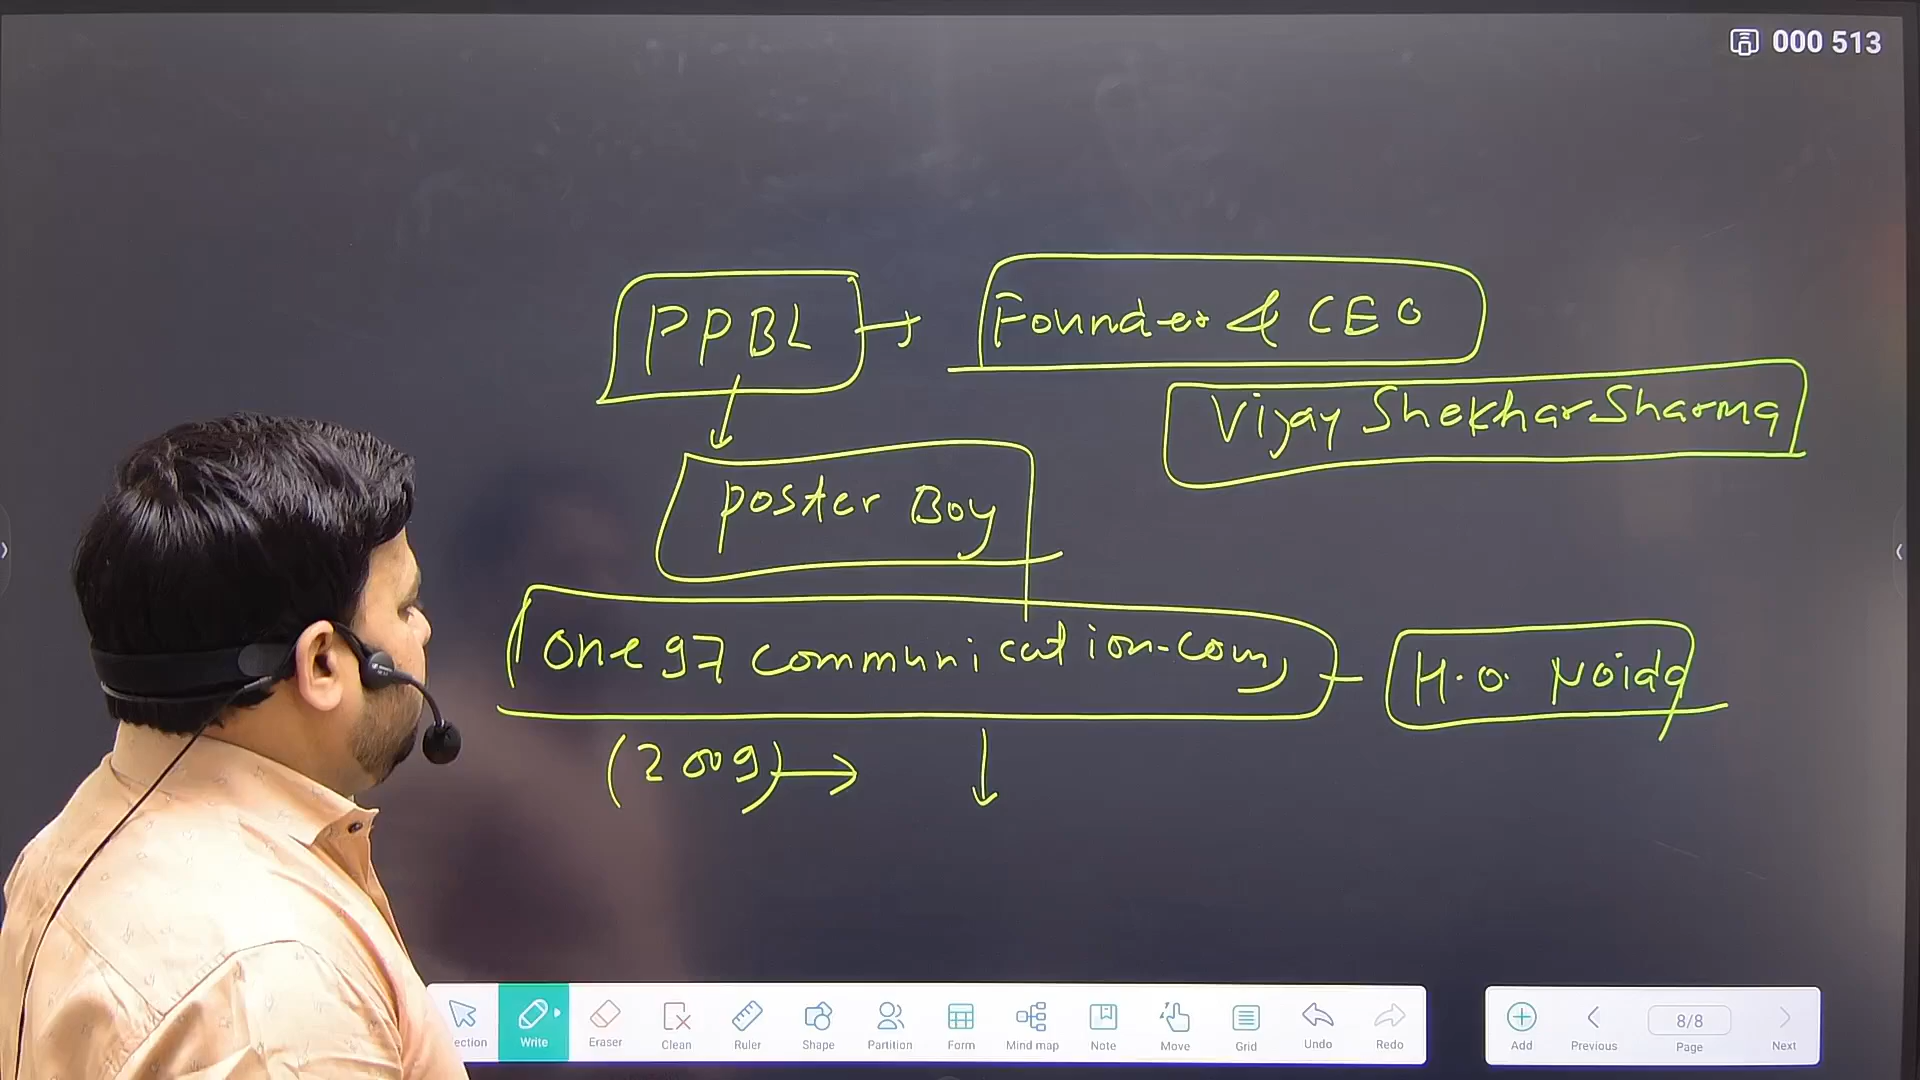 000 513
PPBL → Founder & CEO
Vijay Shekhar Sharma
Poster Boy
One 97 communication-com, - H.O. Noida
(2009) →
ection Write Eraser Clean Ruler Shape Partition Form Mind map Note Move Grid Undo Redo
Add Previous 8/8 Page Next